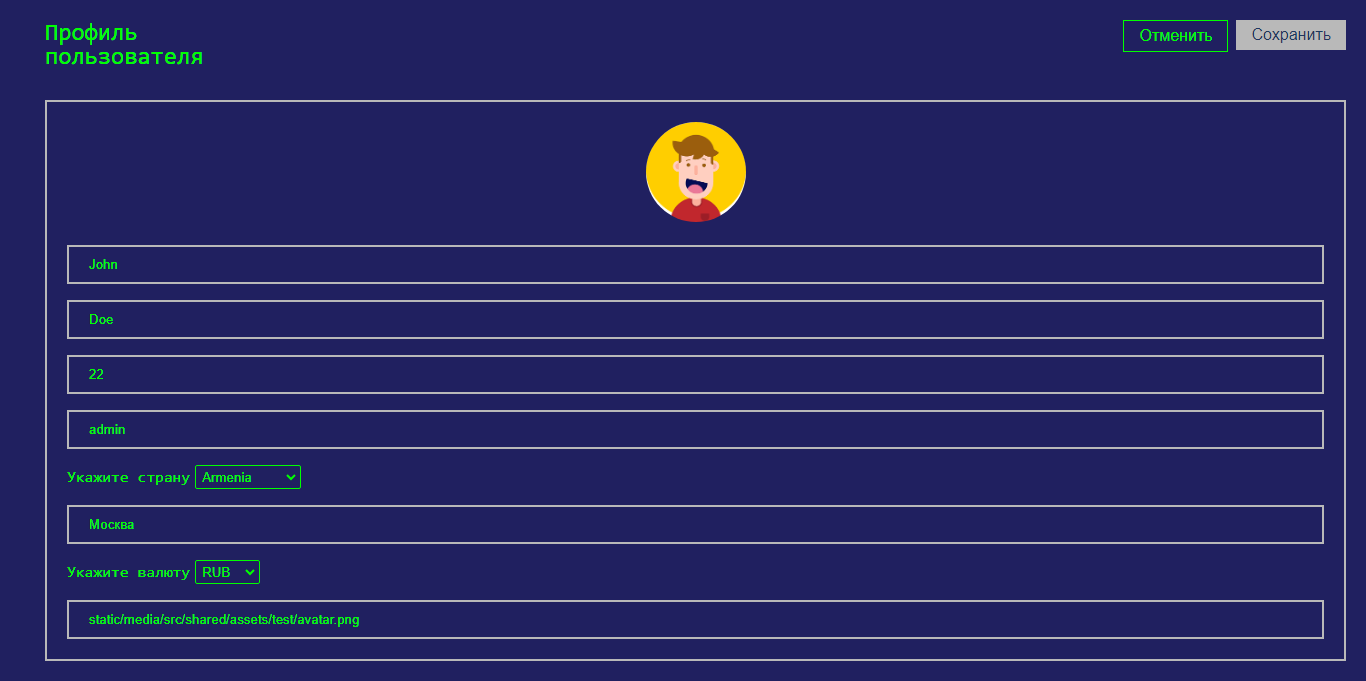 Профиль
пользователя
Отменить
Сохранить
John
Doe
22
admin
Укажите страну Armenia
Москва
Укажите валюту RUB
static/media/src/shared/assets/test/avatar.png